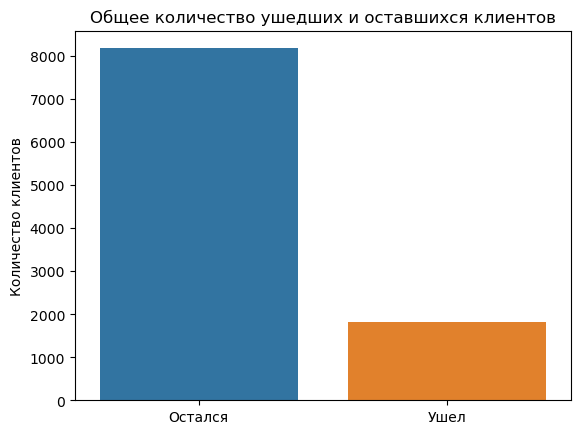 Общее количество ушедших и оставшихся клиентов
Количество клиентов
8000
7000
6000
5000
4000
3000
2000
1000
0
Остался
Ушел